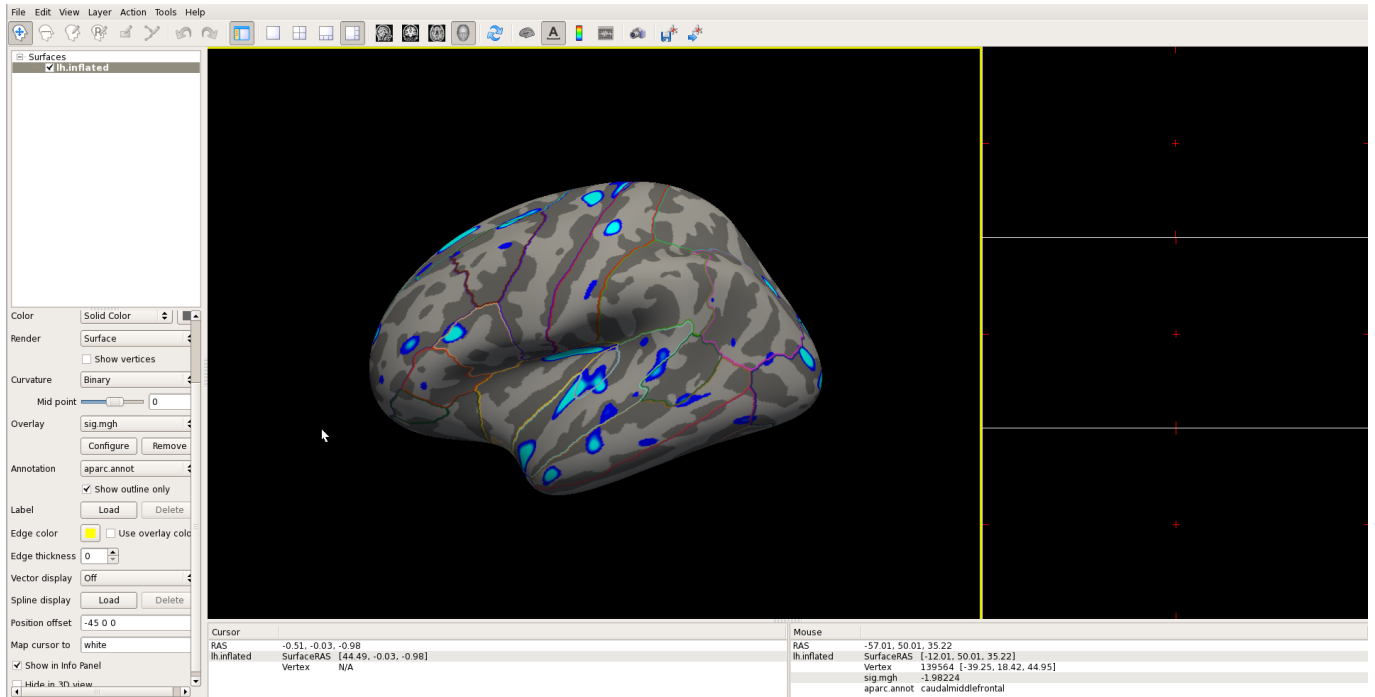 File Edit View Layer Action Tools Help
A
Surfaces
lh.inflated
Color Solid Color
Render Surface
Show vertices
Curvature Binary
Mid point 0
Overlay sig.mgh
Configure Remove
Annotation aparc.annot
Show outline only
Label Load Delete
Edge color Use overlay colo
Edge thickness 0
Vector display Off
Spline display Load Delete
Position offset -45 0 0
Map cursor to white
Show in Info Panel
Hide in 3D view
Cursor
RAS -0.51, -0.03, -0.98
lh.inflated SurfaceRAS [44.49, -0.03, -0.98]
Vertex N/A
Mouse
RAS -57.01, 50.01, 35.22
lh.inflated SurfaceRAS [-12.01, 50.01, 35.22]
Vertex 139564 [-39.25, 18.42, 44.95]
sig.mgh -1.98224
aparc.annot caudalmiddlefrontal